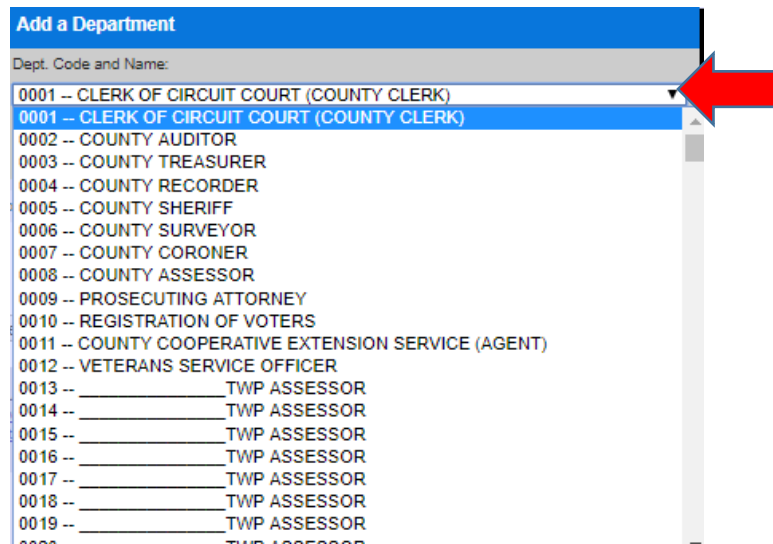 Add a Department
Dept. Code and Name:
0001 -- CLERK OF CIRCUIT COURT (COUNTY CLERK)
0001 -- CLERK OF CIRCUIT COURT (COUNTY CLERK)
0002 -- COUNTY AUDITOR
0003 -- COUNTY TREASURER
0004 -- COUNTY RECORDER
0005 -- COUNTY SHERIFF
0006 -- COUNTY SURVEYOR
0007 -- COUNTY CORONER
0008 -- COUNTY ASSESSOR
0009 -- PROSECUTING ATTORNEY
0010 -- REGISTRATION OF VOTERS
0011 -- COUNTY COOPERATIVE EXTENSION SERVICE (AGENT)
0012 -- VETERANS SERVICE OFFICER
0013 -- _______________TWP ASSESSOR
0014 -- _______________TWP ASSESSOR
0015 -- _______________TWP ASSESSOR
0016 -- _______________TWP ASSESSOR
0017 -- _______________TWP ASSESSOR
0018 -- _______________TWP ASSESSOR
0019 -- _______________TWP ASSESSOR